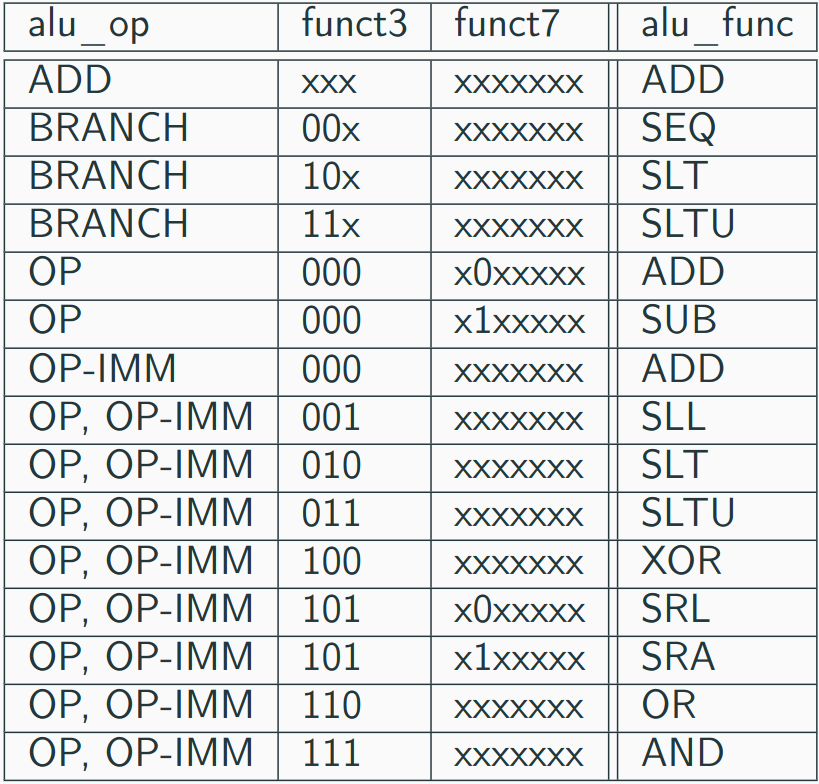 alu_op funct3 funct7 alu_func
ADD xxx xxxxxxx ADD
BRANCH 00x xxxxxxx SEQ
BRANCH 10x xxxxxxx SLT
BRANCH 11x xxxxxxx SLTU
OP 000 x0xxxxx ADD
OP 000 x1xxxxx SUB
OP-IMM 000 xxxxxxx ADD
OP, OP-IMM 001 xxxxxxx SLL
OP, OP-IMM 010 xxxxxxx SLT
OP, OP-IMM 011 xxxxxxx SLTU
OP, OP-IMM 100 xxxxxxx XOR
OP, OP-IMM 101 x0xxxxx SRL
OP, OP-IMM 101 x1xxxxx SRA
OP, OP-IMM 110 xxxxxxx OR
OP, OP-IMM 111 xxxxxxx AND